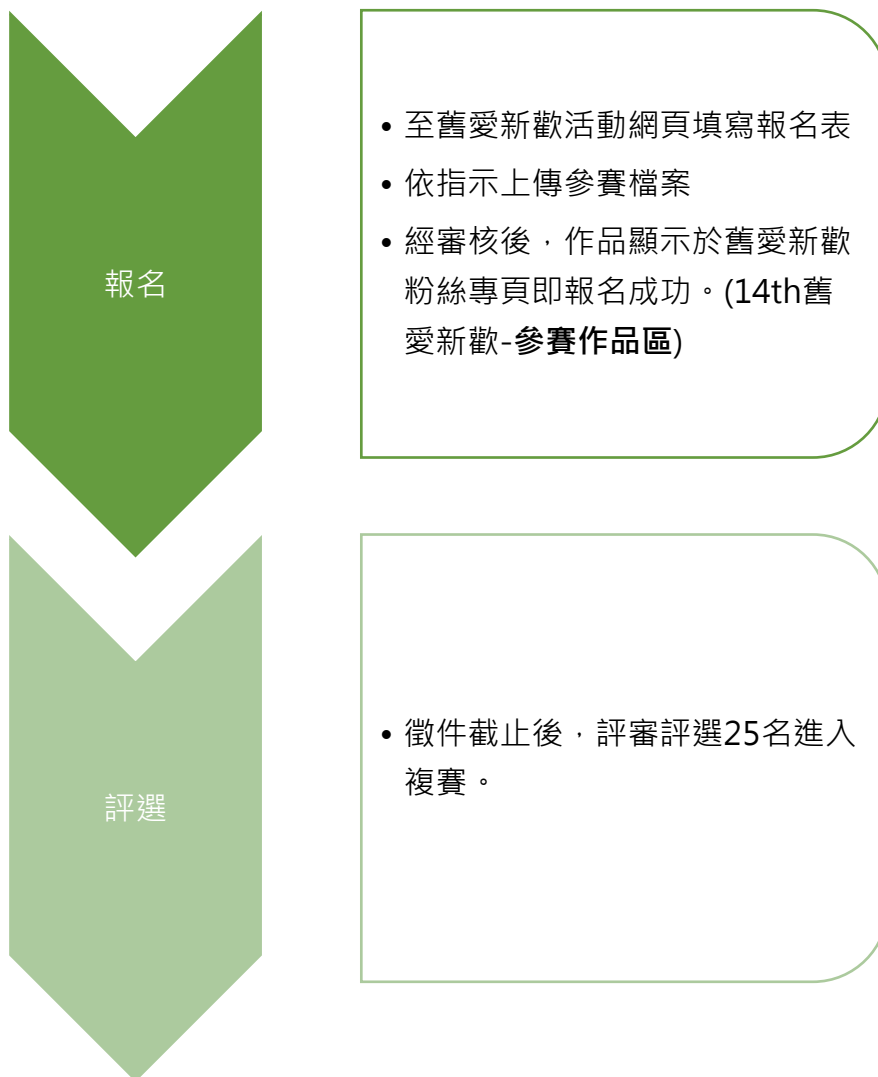 報名
• 至舊愛新歡活動網頁填寫報名表
• 依指示上傳參賽檔案
• 經審核後，作品顯示於舊愛新歡
粉絲專頁即報名成功。(14th舊
愛新歡-參賽作品區)
評選
• 徵件截止後，評審評選25名進入
複賽。